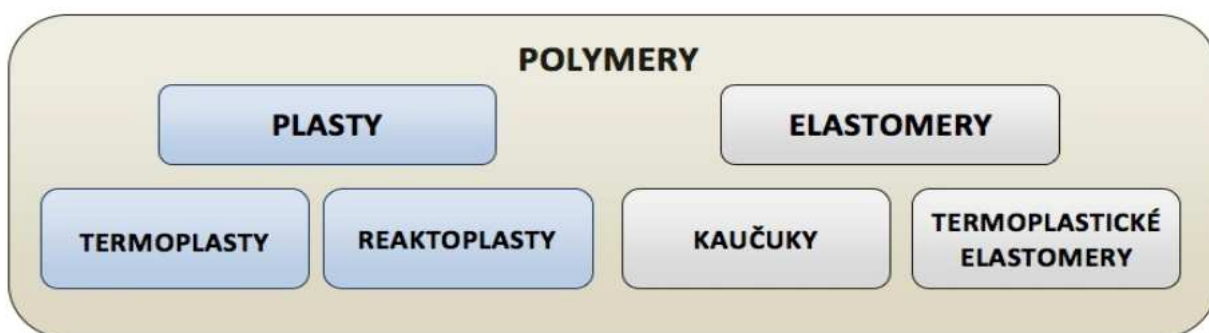 POLYMERY
PLASTY
ELASTOMERY
TERMOPLASTY
REAKTOPLASTY
KAUČUKY
TERMOPLASTICKÉ
ELASTOMERY